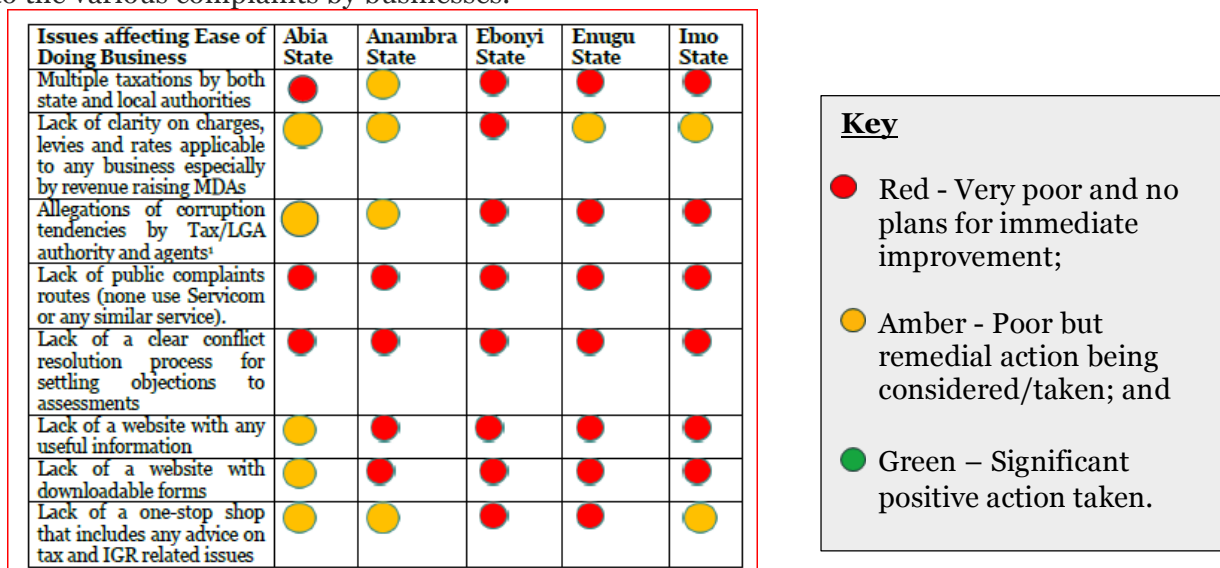 to the various complaints by businesses.
Issues affecting Ease of Doing Business
Abia State
Anambra State
Ebonyi State
Enugu State
Imo State
Multiple taxations by both
state and local authorities
Lack of clarity on charges,
levies and rates applicable
to any business especially
by revenue raising MDAs
Allegations of corruption
tendencies by Tax/LGA
authority and agents¹
Lack of public complaints
routes (none use Servicom
or any similar service).
Lack of a clear conflict
resolution process for
settling objections to
assessments
Lack of a website with any
useful information
Lack of a website with
downloadable forms
Lack of a one-stop shop
that includes any advice on
tax and IGR related issues
Key
Red - Very poor and no
plans for immediate
improvement;
Amber - Poor but
remedial action being
considered/taken; and
Green – Significant
positive action taken.